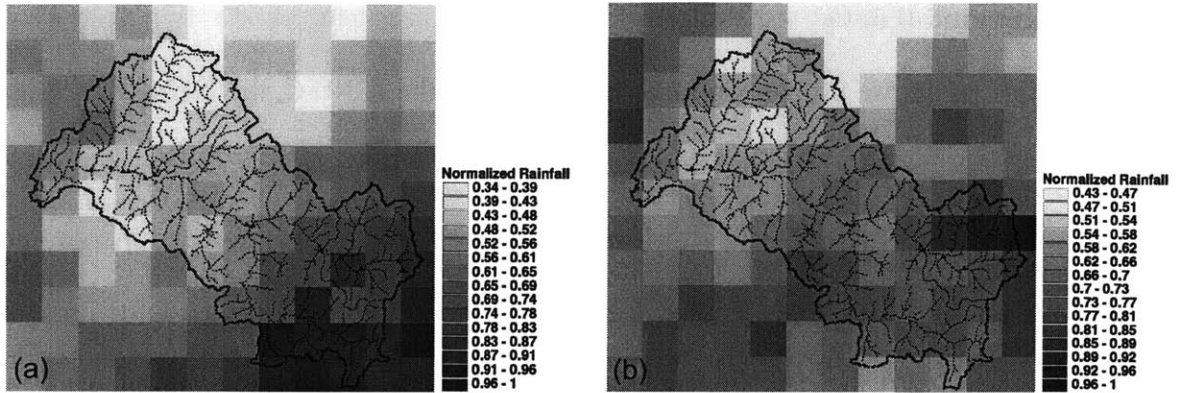 Normalized Rainfall
0.34 - 0.39
0.39 - 0.43
0.43 - 0.48
0.48 - 0.52
0.52 - 0.56
0.56 - 0.61
0.61 - 0.65
0.65 - 0.69
0.69 - 0.74
0.74 - 0.78
0.78 - 0.83
0.83 - 0.87
0.87 - 0.91
0.91 - 0.96
0.96 - 1
(a)
Normalized Rainfall
0.43 - 0.47
0.47 - 0.51
0.51 - 0.54
0.54 - 0.58
0.58 - 0.62
0.62 - 0.66
0.66 - 0.7
0.7 - 0.73
0.73 - 0.77
0.77 - 0.81
0.81 - 0.85
0.85 - 0.89
0.89 - 0.92
0.92 - 0.96
0.96 - 1
(b)